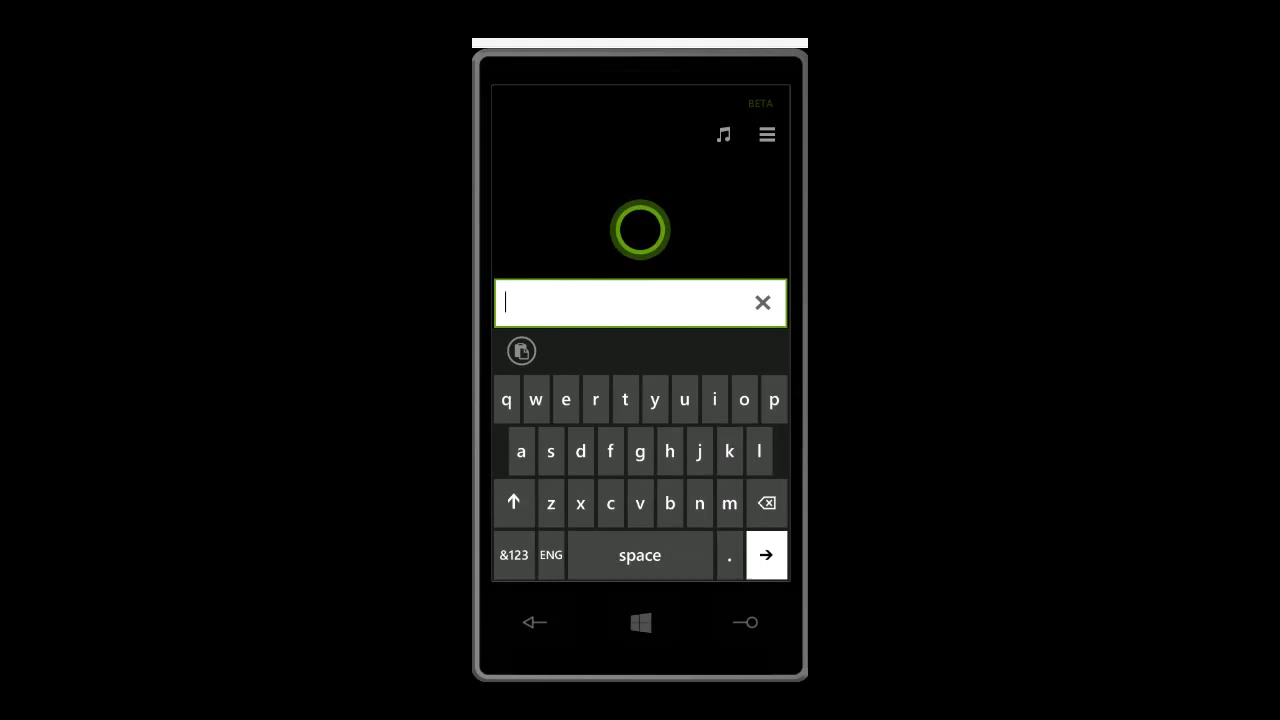 BETA
q w e r t y u i o p
a s d f g h j k l
z x c v b n m
&123 ENG space .